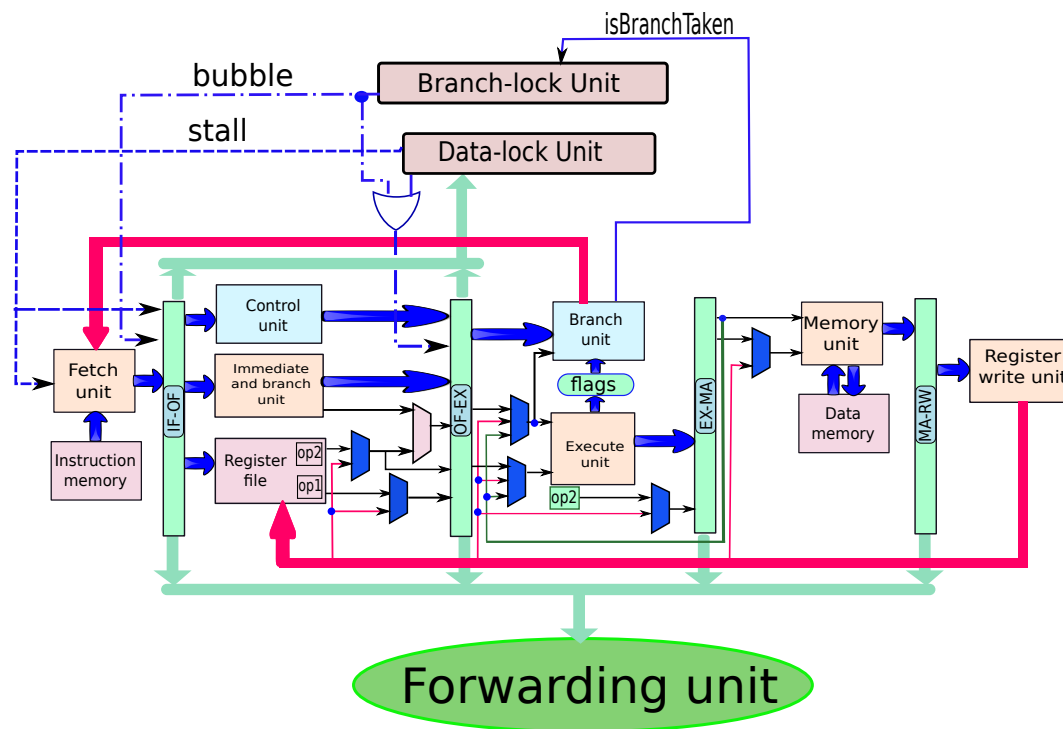 isBranchTaken
bubble
Branch-lock Unit
stall
Data-lock Unit
Control
unit
Branch
unit
Memory
unit
Fetch
unit
Immediate
and branch
unit
flags
Register
write unit
IF-OF
OF-EX
EX-MA
MA-RW
Instruction
memory
Register
file
op2
op1
Execute
unit
op2
Data
memory
Forwarding unit